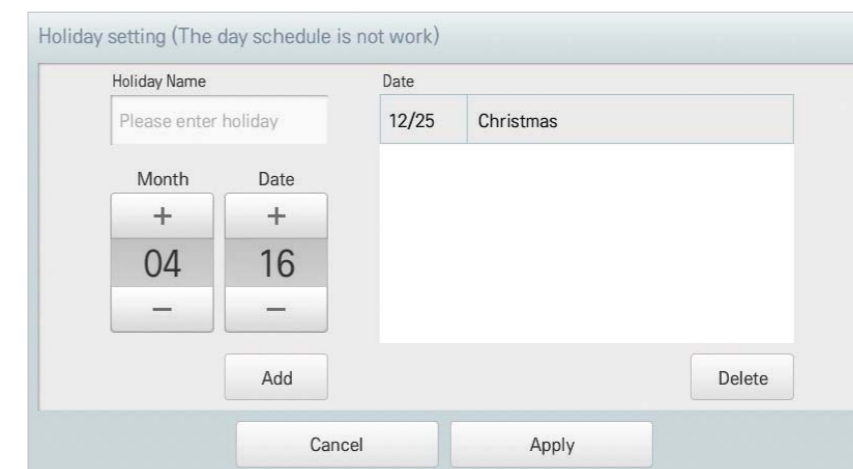 Holiday setting (The day schedule is not work)
Holiday Name
Please enter holiday
Month Date
+ +
04 16
− −
Add
Date
12/25 Christmas
Delete
Cancel Apply